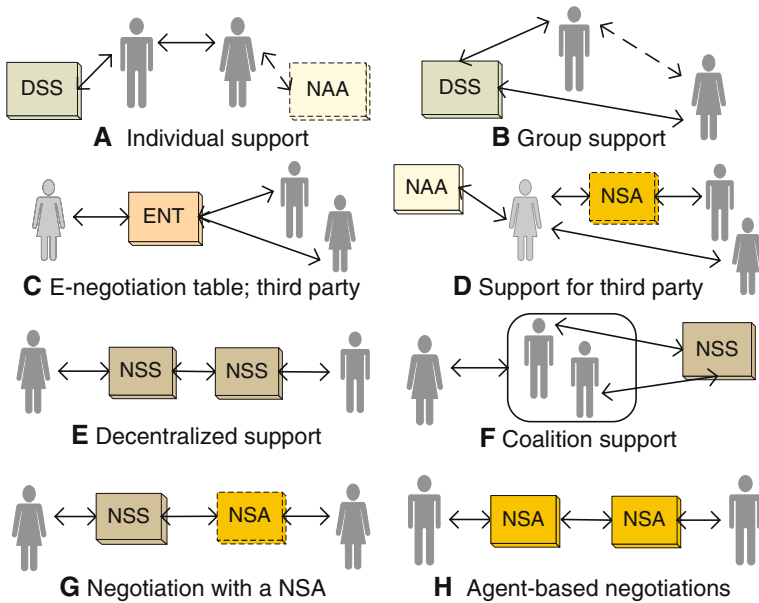 DSS
NAA
A Individual support
DSS
B Group support
ENT
C E-negotiation table; third party
NAA
NSA
D Support for third party
NSS
NSS
E Decentralized support
NSS
F Coalition support
NSS
NSA
G Negotiation with a NSA
NSA
NSA
H Agent-based negotiations